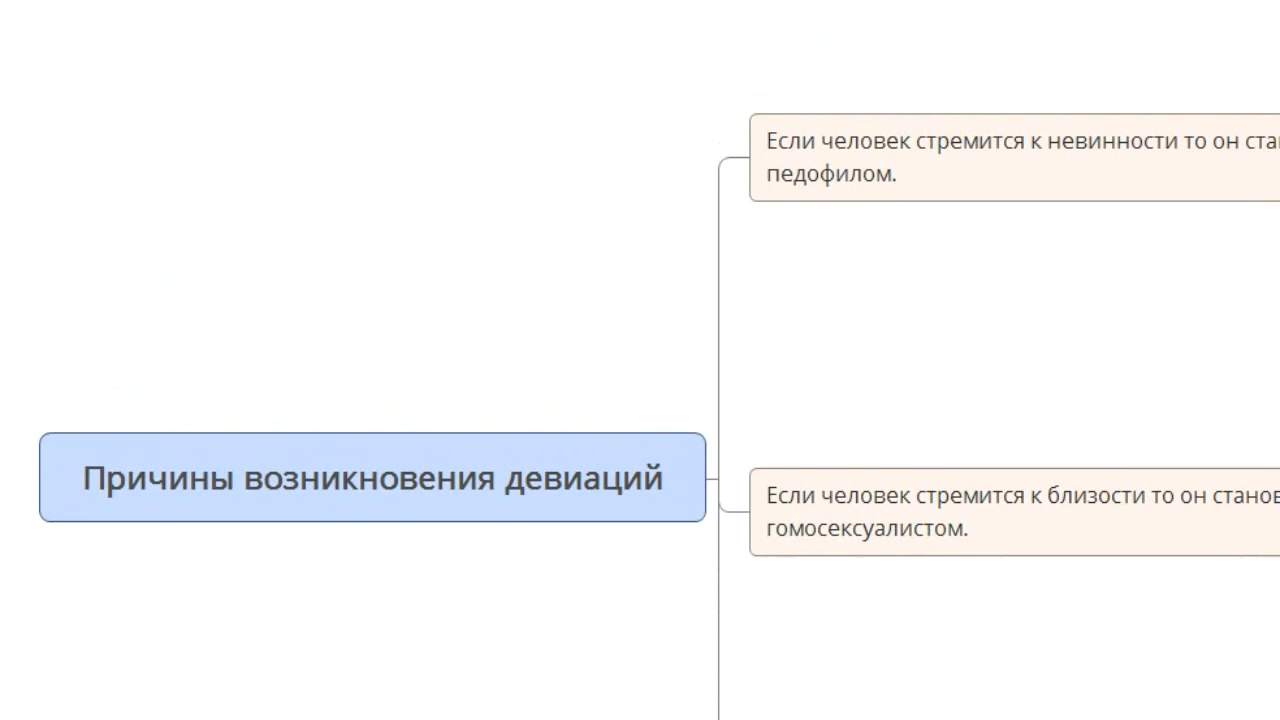 Если человек стремится к невинности то он
педофилом.
Причины возникновения девиаций
Если человек стремится к близости то он
гомосексуалистом.